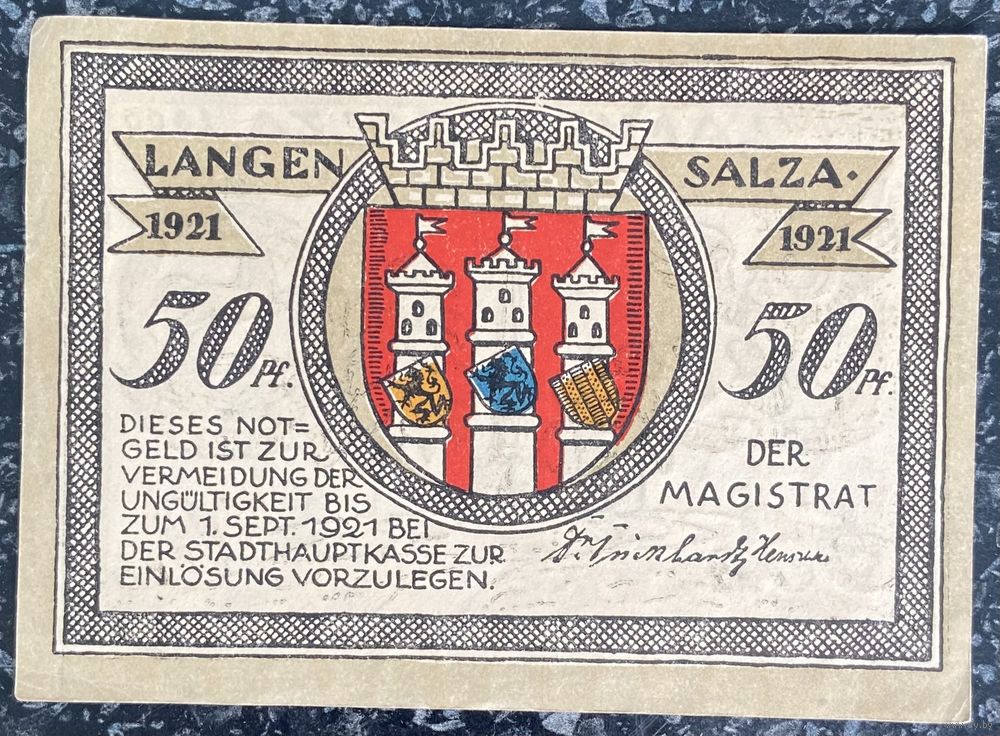 LANGEN SALZA.
1921 1921
50 Pf. 50 Pf.
DIESES NOT=
GELD IST ZUR
VERMEIDUNG DER
UNGÜLTIGKEIT BIS
ZUM 1. SEPT. 1921 BEI
DER STADTHAUPTKASSE ZUR
EINLÖSUNG VORZULEGEN.
DER
MAGISTRAT